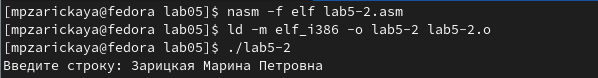 [mpzarickaya@fedora lab05]$ nasm -f elf lab5-2.asm
[mpzarickaya@fedora lab05]$ ld -m elf_i386 -o lab5-2 lab5-2.o
[mpzarickaya@fedora lab05]$ ./lab5-2
Введите строку: Зарицкая Марина Петровна